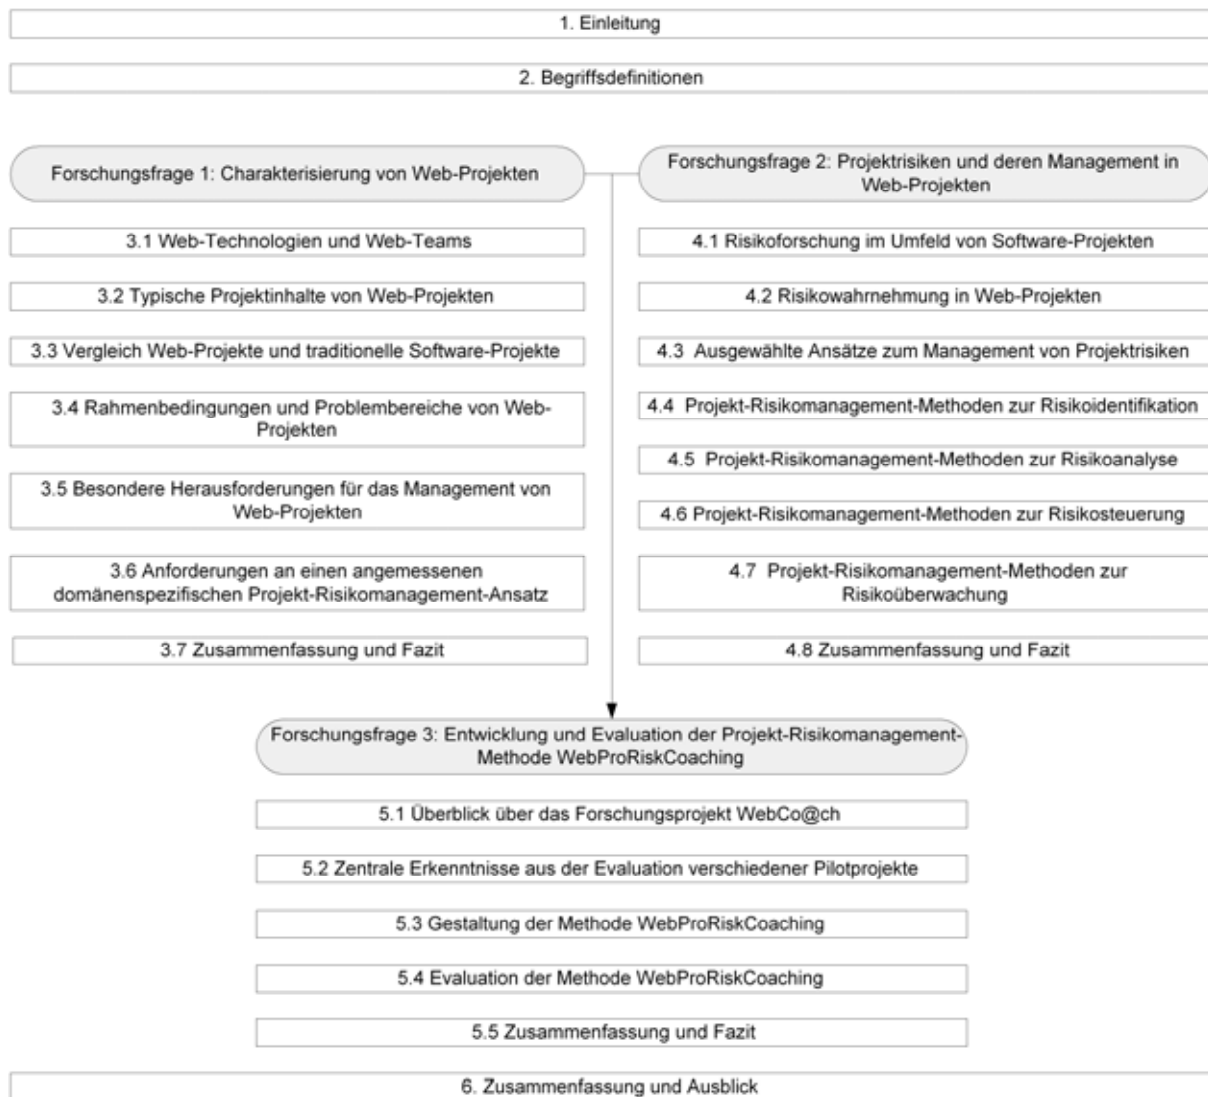 1. Einleitung
2. Begriffsdefinitionen
Forschungsfrage 1: Charakterisierung von Web-Projekten
3.1 Web-Technologien und Web-Teams
3.2 Typische Projektinhalte von Web-Projekten
3.3 Vergleich Web-Projekte und traditionelle Software-Projekte
3.4 Rahmenbedingungen und Problembereiche von Web-
Projekten
3.5 Besondere Herausforderungen für das Management von
Web-Projekten
3.6 Anforderungen an einen angemessenen
domänenspezifischen Projekt-Risikomanagement-Ansatz
3.7 Zusammenfassung und Fazit
Forschungsfrage 2: Projektrisiken und deren Management in
Web-Projekten
4.1 Risikoforschung im Umfeld von Software-Projekten
4.2 Risikowahrnehmung in Web-Projekten
4.3 Ausgewählte Ansätze zum Management von Projektrisiken
4.4 Projekt-Risikomanagement-Methoden zur Risikoidentifikation
4.5 Projekt-Risikomanagement-Methoden zur Risikoanalyse
4.6 Projekt-Risikomanagement-Methoden zur Risikosteuerung
4.7 Projekt-Risikomanagement-Methoden zur
Risikoüberwachung
4.8 Zusammenfassung und Fazit
Forschungsfrage 3: Entwicklung und Evaluation der Projekt-Risikomanagement-
Methode WebProRiskCoaching
5.1 Überblick über das Forschungsprojekt WebCo@ch
5.2 Zentrale Erkenntnisse aus der Evaluation verschiedener Pilotprojekte
5.3 Gestaltung der Methode WebProRiskCoaching
5.4 Evaluation der Methode WebProRiskCoaching
5.5 Zusammenfassung und Fazit
6. Zusammenfassung und Ausblick